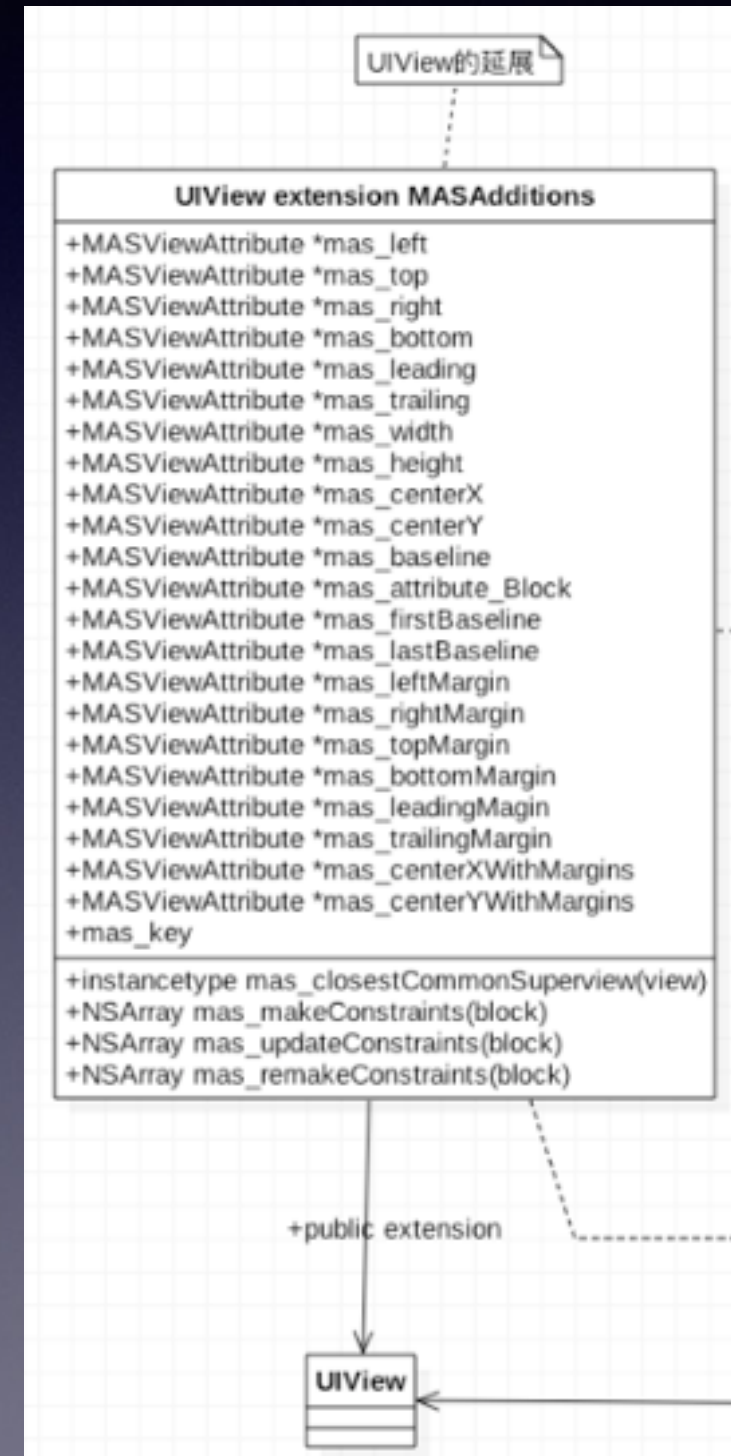 UIView的延展
UIView extension MASAdditions
+MASViewAttribute *mas_left
+MASViewAttribute *mas_top
+MASViewAttribute *mas_right
+MASViewAttribute *mas_bottom
+MASViewAttribute *mas_leading
+MASViewAttribute *mas_trailing
+MASViewAttribute *mas_width
+MASViewAttribute *mas_height
+MASViewAttribute *mas_centerX
+MASViewAttribute *mas_centerY
+MASViewAttribute *mas_baseline
+MASViewAttribute *mas_attribute_Block
+MASViewAttribute *mas_firstBaseline
+MASViewAttribute *mas_lastBaseline
+MASViewAttribute *mas_leftMargin
+MASViewAttribute *mas_rightMargin
+MASViewAttribute *mas_topMargin
+MASViewAttribute *mas_bottomMargin
+MASViewAttribute *mas_leadingMagin
+MASViewAttribute *mas_trailingMargin
+MASViewAttribute *mas_centerXWithMargins
+MASViewAttribute *mas_centerYWithMargins
+mas_key
+instancetype mas_closestCommonSuperview(view)
+NSArray mas_makeConstraints(block)
+NSArray mas_updateConstraints(block)
+NSArray mas_remakeConstraints(block)
+public extension
UIView